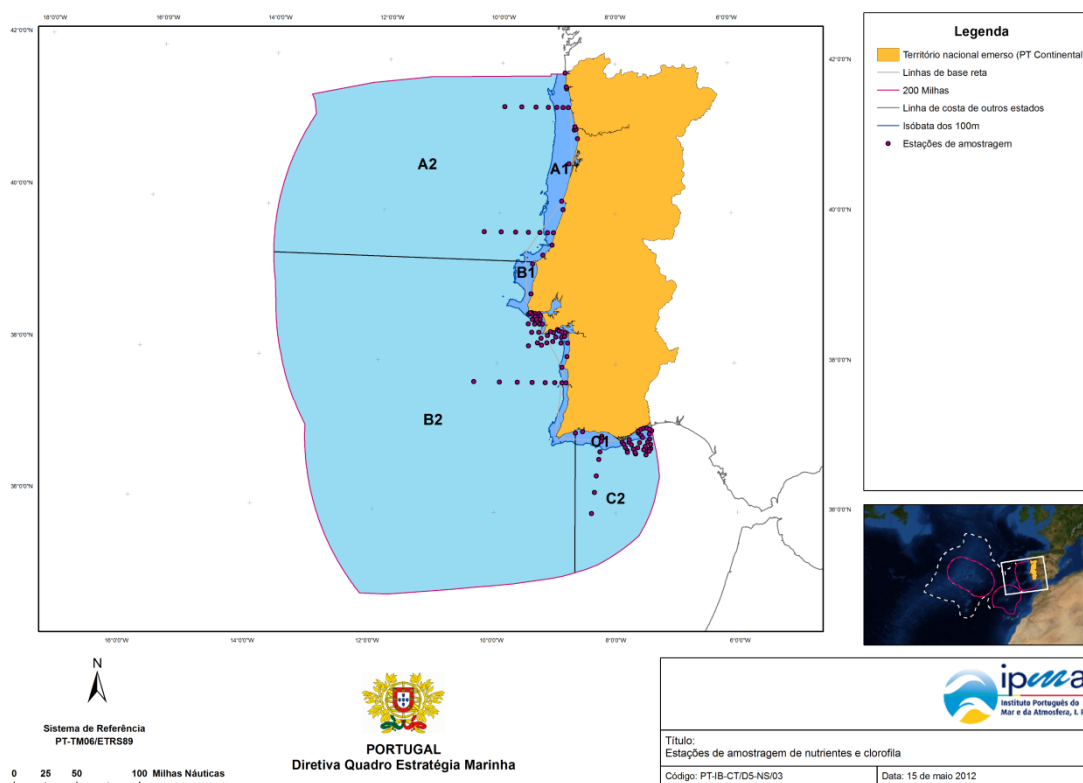 18°0'0"W
16°0'0"W
14°0'0"W
12°0'0"W
10°0'0"W
8°0'0"W
6°0'0"W
42°0'0"N
42°0'0"N
40°0'0"N
40°0'0"N
38°0'0"N
38°0'0"N
36°0'0"N
36°0'0"N
A2
A1
B1
B2
C1
C2
16°0'0"W
14°0'0"W
12°0'0"W
10°0'0"W
8°0'0"W
6°0'0"W
Legenda
Território nacional emerso (PT Continental
Linhas de base reta
200 Milhas
Linha de costa de outros estados
Isóbata dos 100m
Estações de amostragem
N
Sistema de Referência
PT-TM06/ETRS89
0 25 50 100 Milhas Náuticas
PORTUGAL
Diretiva Quadro Estratégia Marinha
ipma
Instituto Português do
Mar e da Atmosfera, I. P
Título:
Estações de amostragem de nutrientes e clorofila
Código: PT-IB-CT/D5-NS/03
Data: 15 de maio 2012